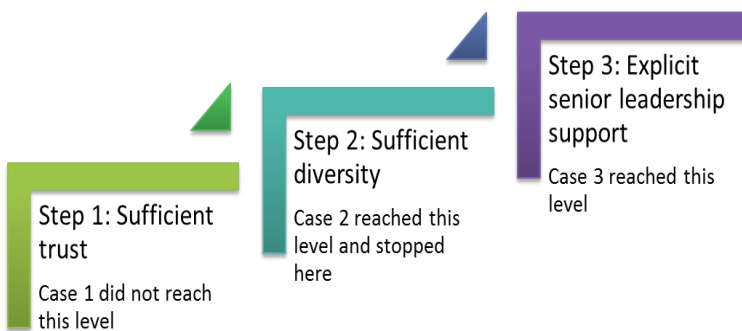 Step 1: Sufficient
trust
Case 1 did not reach
this level
Step 2: Sufficient
diversity
Case 2 reached this
level and stopped
here
Step 3: Explicit
senior leadership
support
Case 3 reached this
level